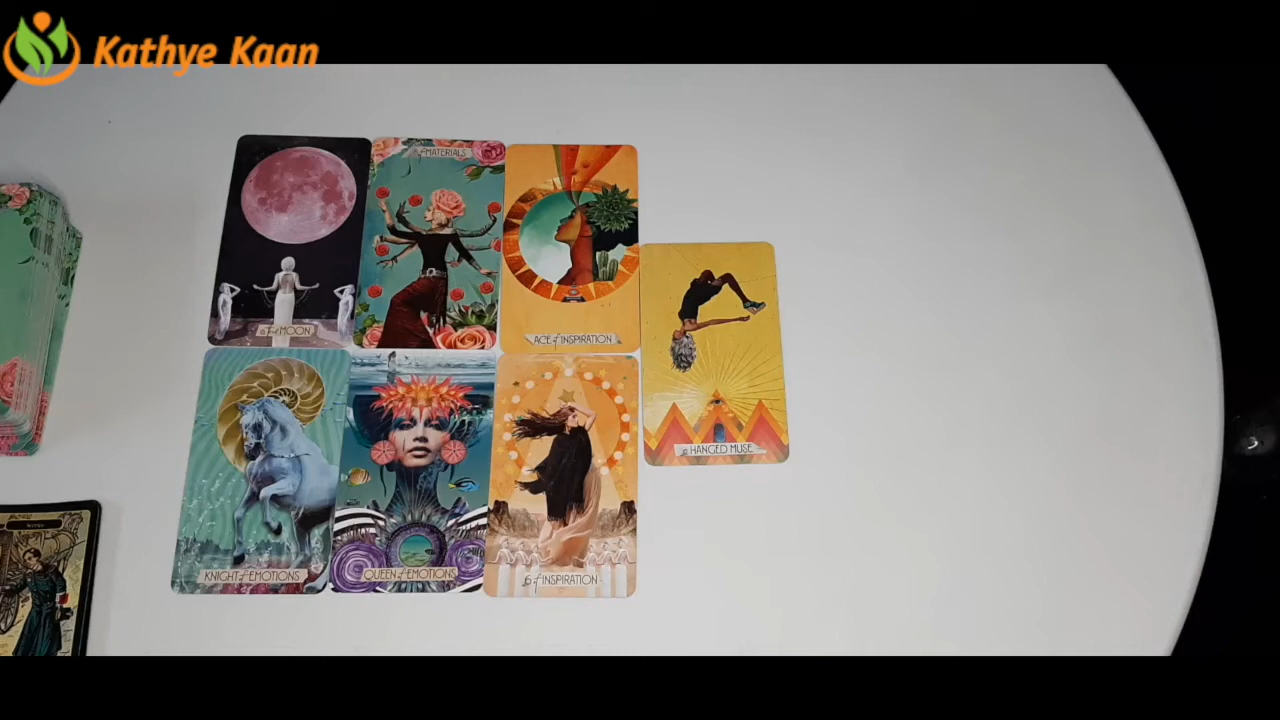 Kathye Kaan
of MATERIALS
The MOON
ACE of INSPIRATION
HANGED MUSE
KNIGHT of EMOTIONS
QUEEN of EMOTIONS
6 of INSPIRATION